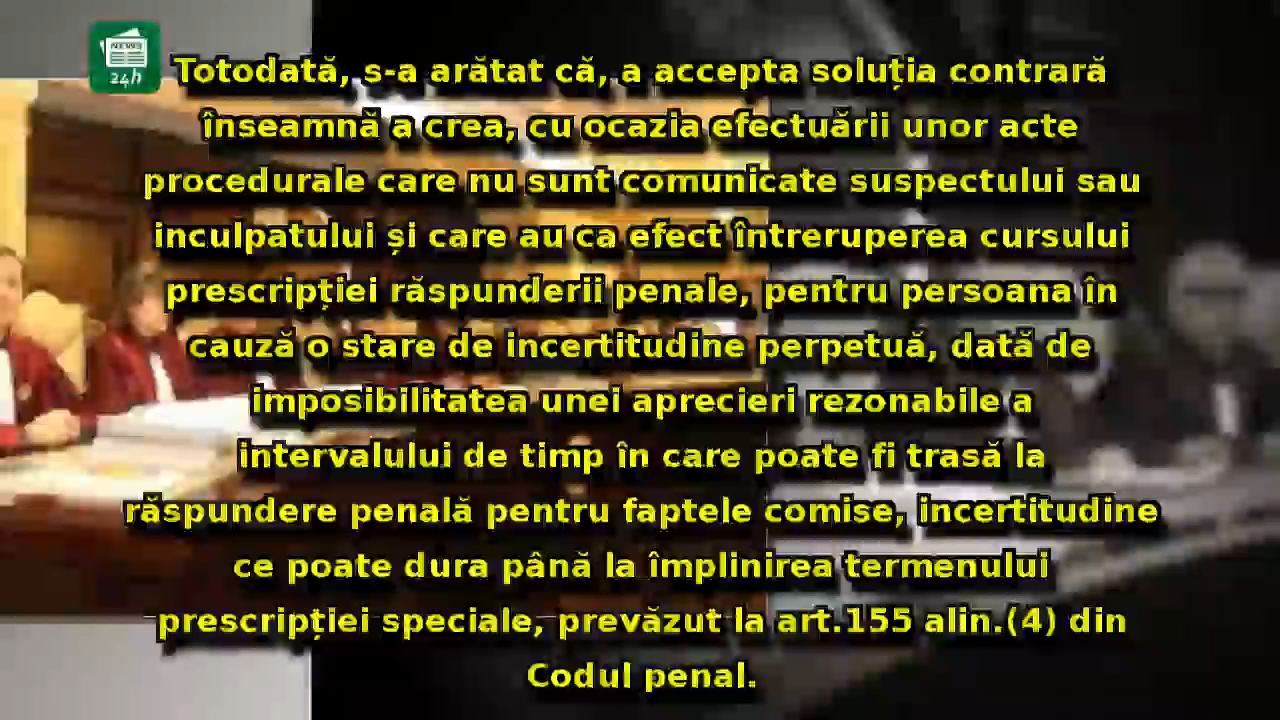 NEWS
24h
Totodată, s-a arătat că, a accepta soluția contrară
înseamnă a crea, cu ocazia efectuării unor acte
procedurale care nu sunt comunicate suspectului sau
inculpatului și care au ca efect întreruperea cursului
prescripției răspunderii penale, pentru persoana în
cauză o stare de incertitudine perpetuă, dată de
imposibilitatea unei aprecieri rezonabile a
intervalului de timp în care poate fi trasă la
răspundere penală pentru faptele comise, incertitudine
ce poate dura până la împlinirea termenului
prescripției speciale, prevăzut la art.155 alin.(4) din
Codul penal.